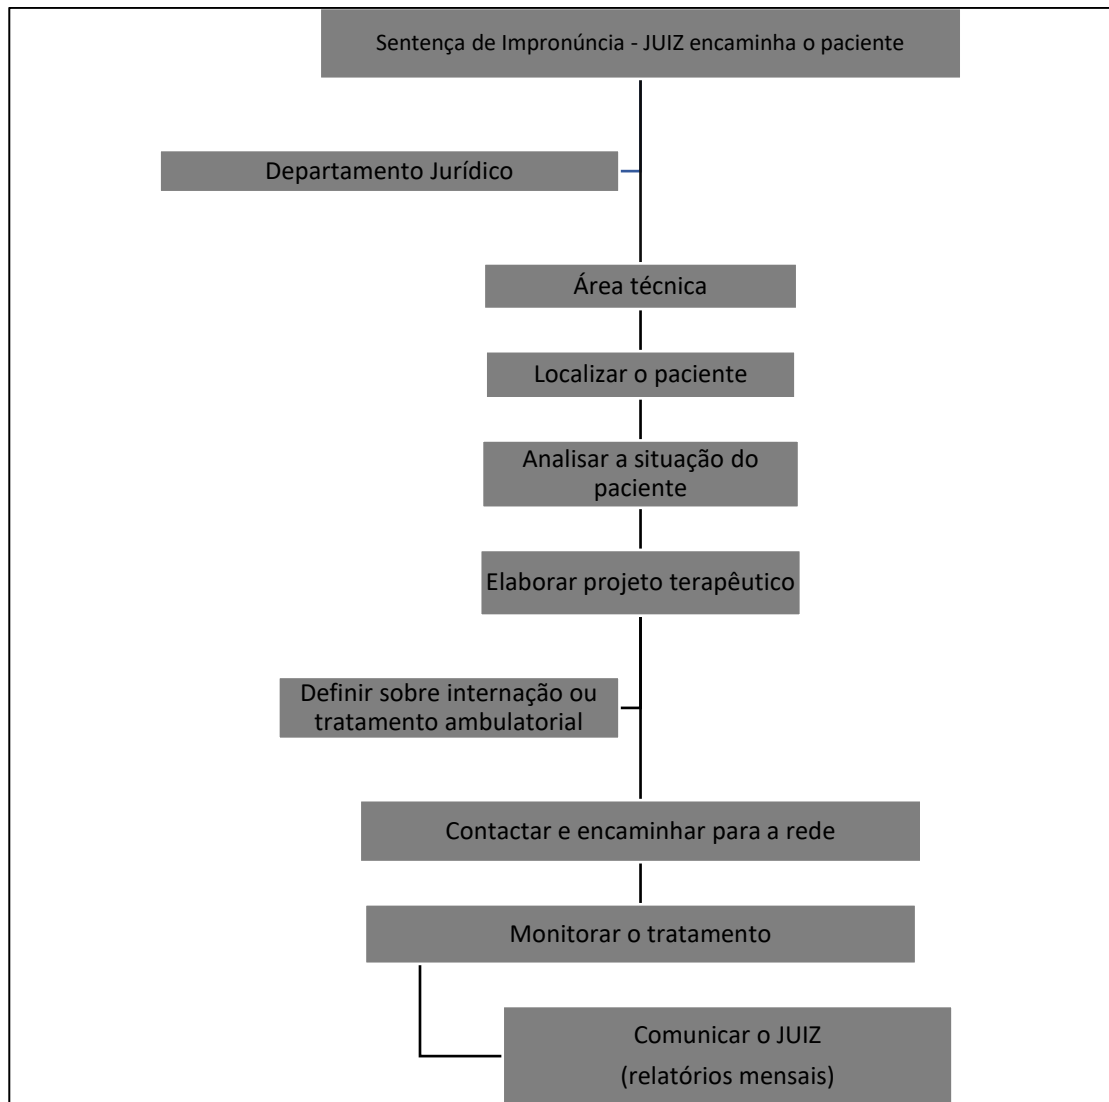 Sentença de Impronúncia - JUIZ encaminha o paciente
Departamento Jurídico
Área técnica
Localizar o paciente
Analisar a situação do
paciente
Elaborar projeto terapêutico
Definir sobre internação ou
tratamento ambulatorial
Contactar e encaminhar para a rede
Monitorar o tratamento
Comunicar o JUIZ
(relatórios mensais)